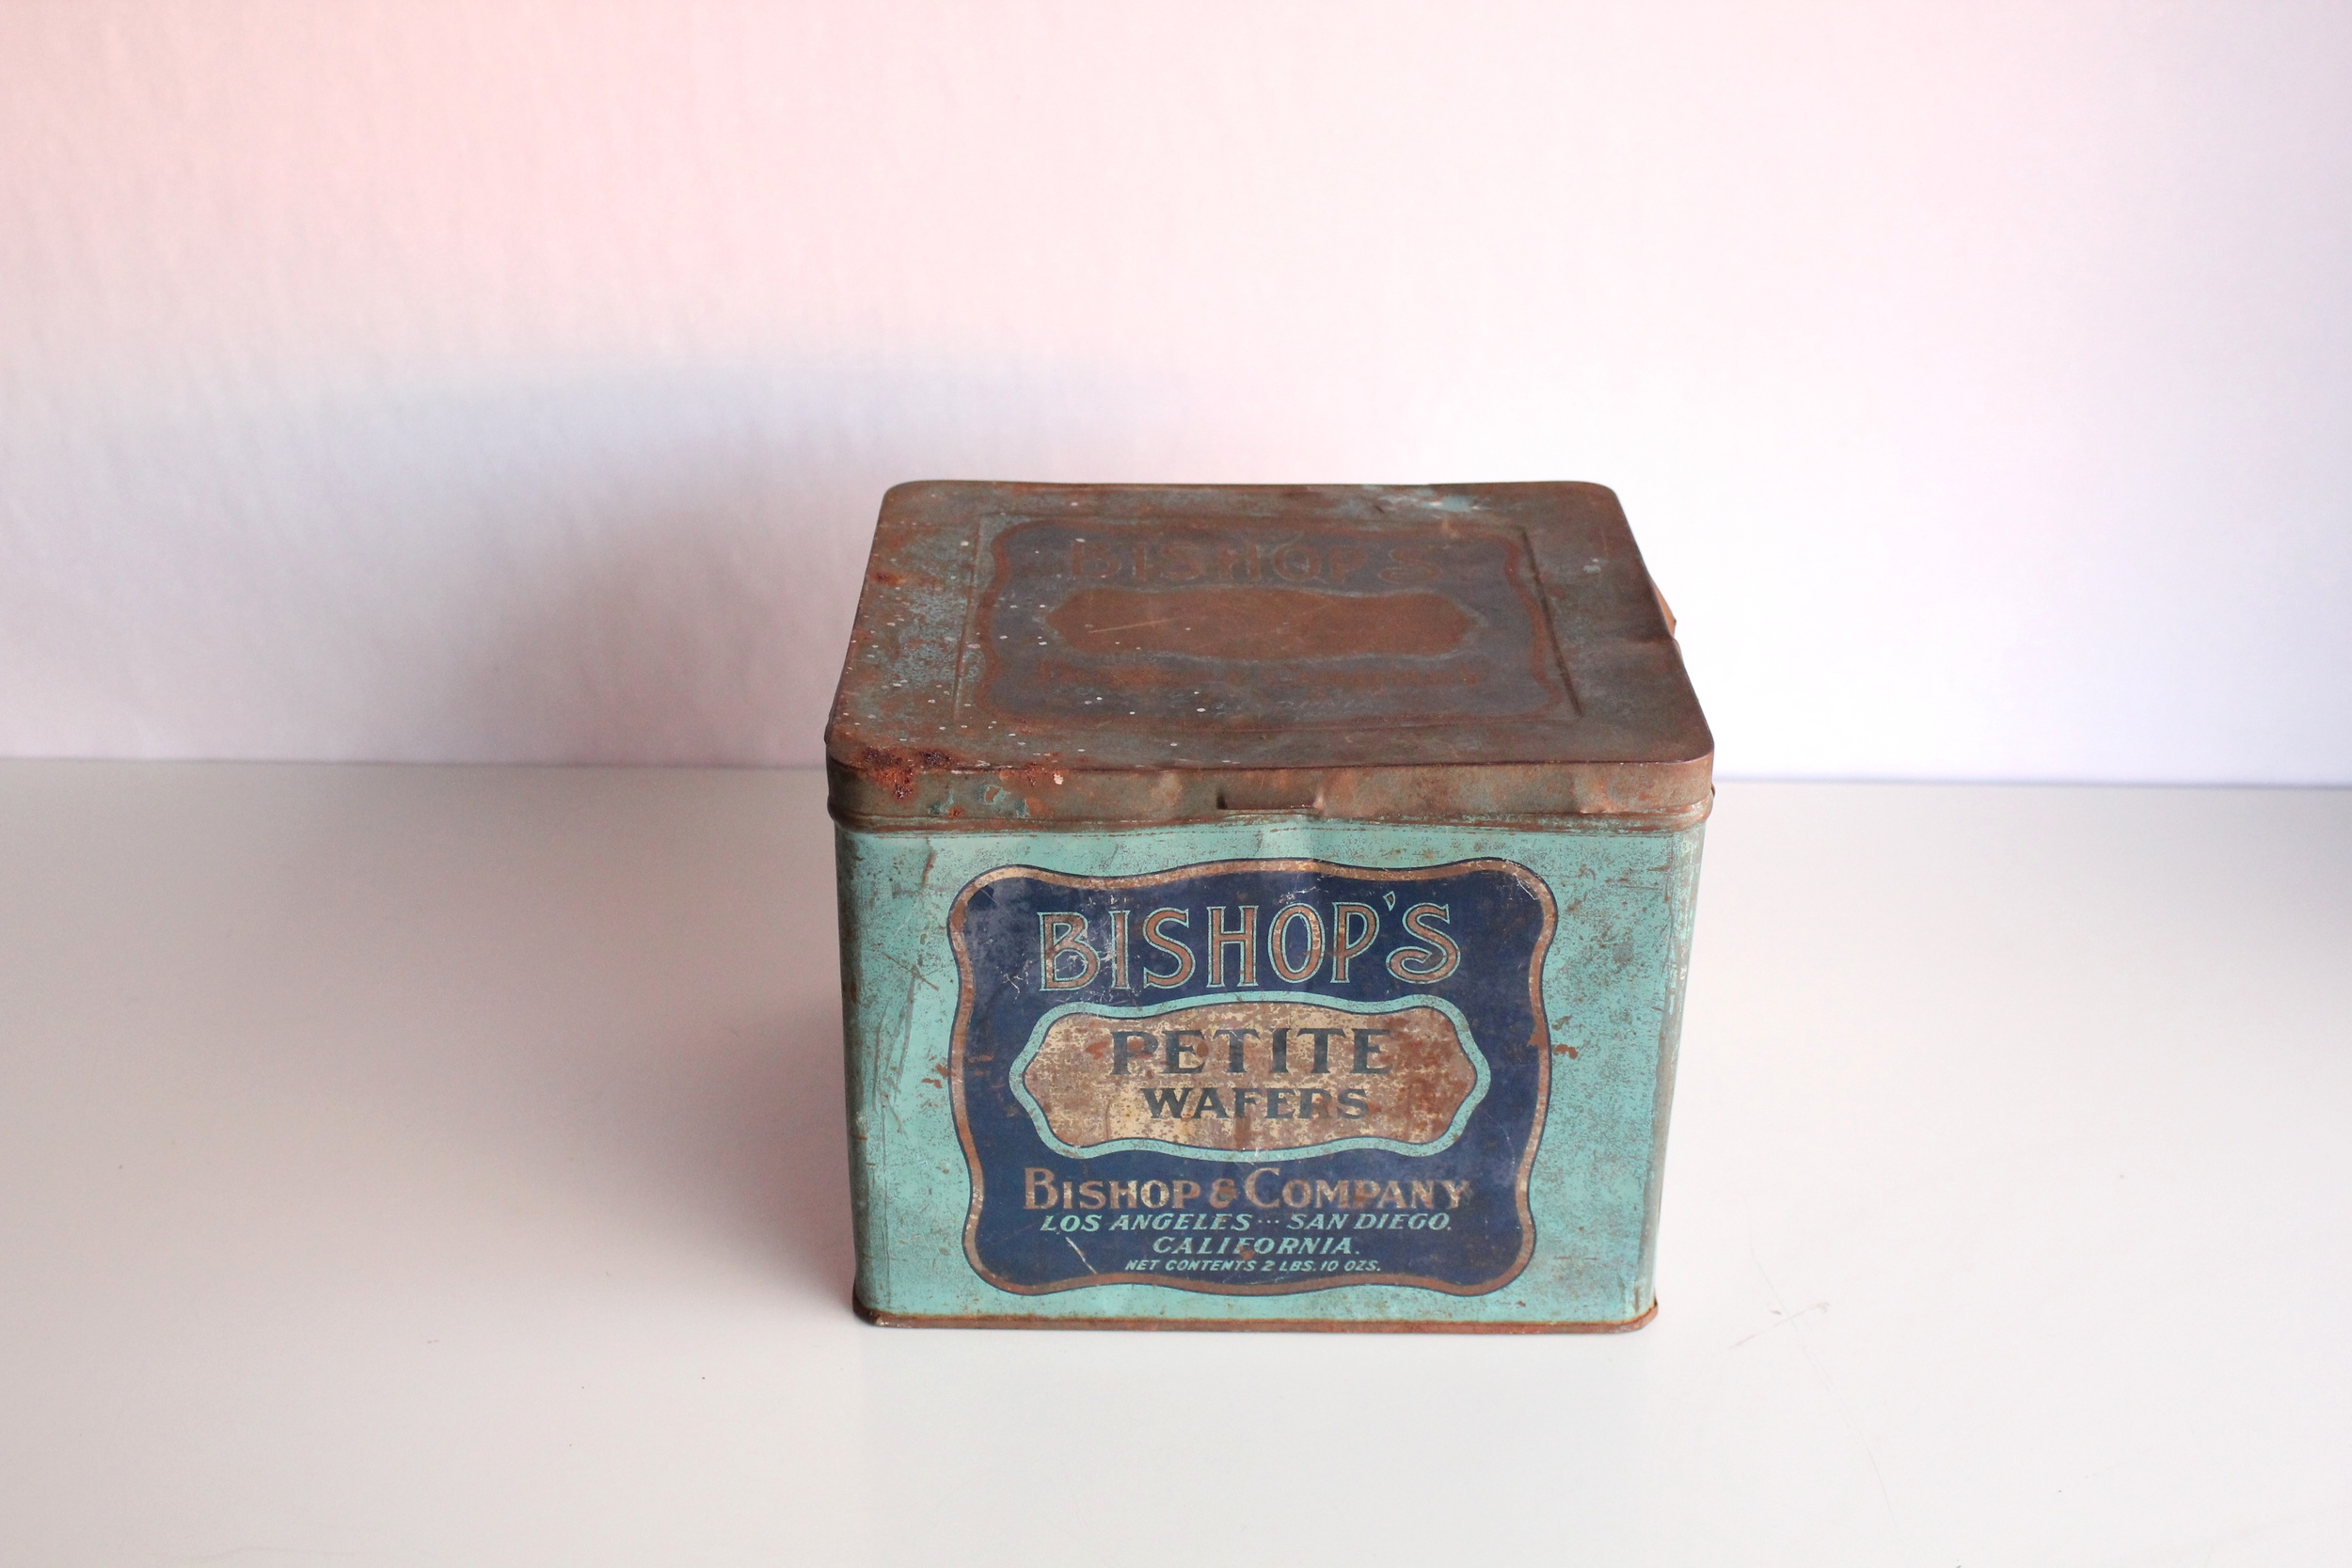 BISHOP'S
BISHOP'S
PETITE
WAFERS
BISHOP & COMPANY
LOS ANGELES ··· SAN DIEGO.
CALIFORNIA.
NET CONTENTS 2 LBS. 10 OZS.